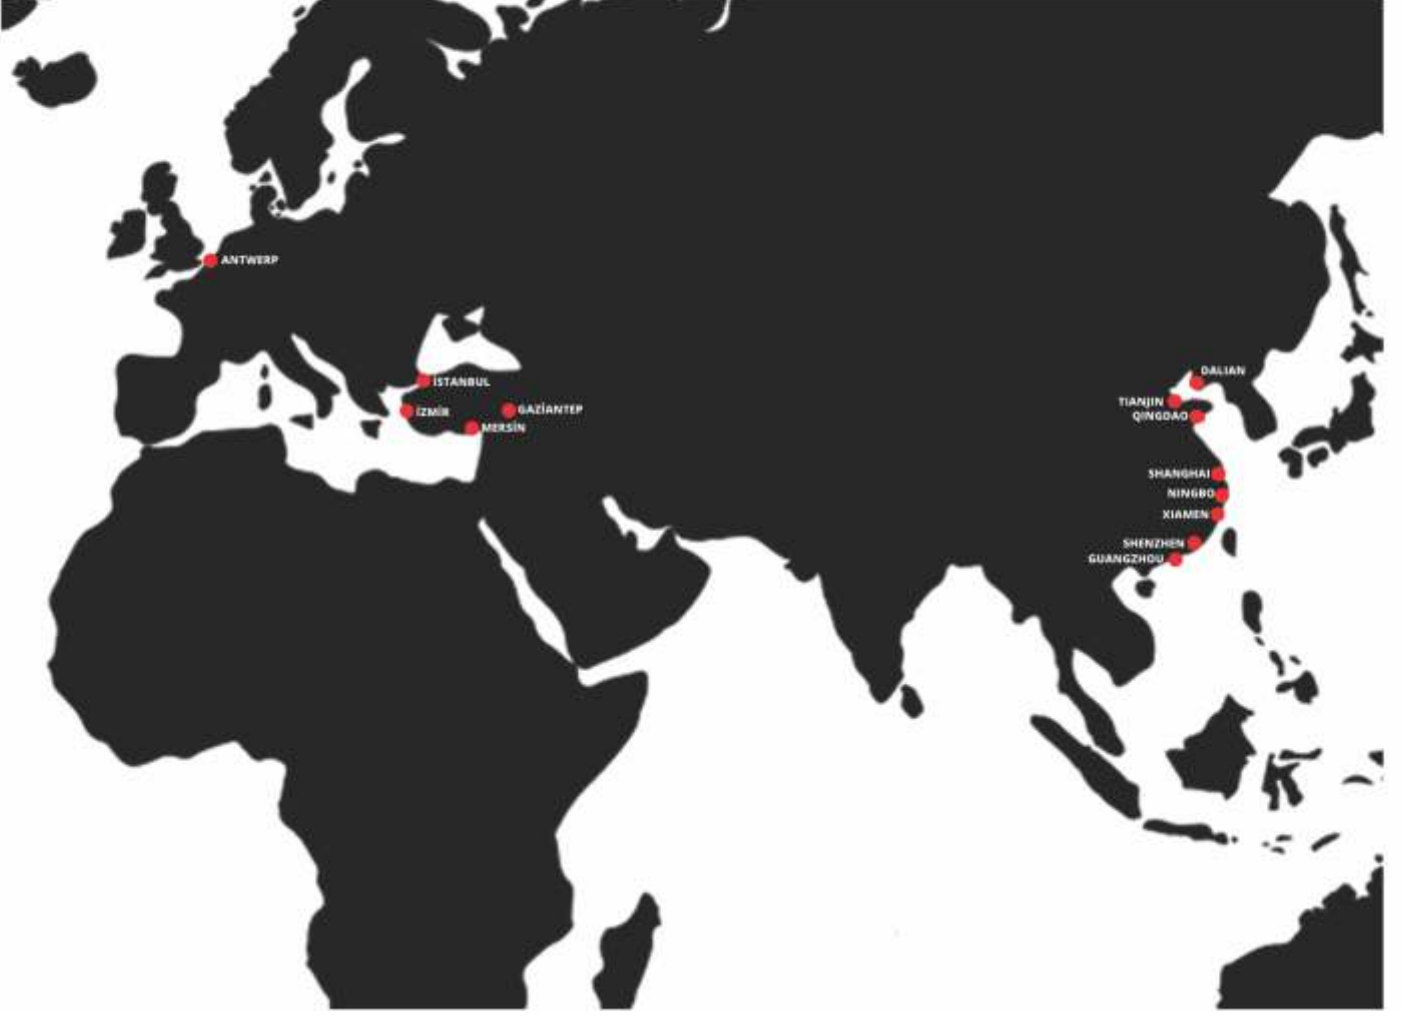 ANTWERP
İSTANBUL
İZMİR
GAZİANTEP
MERSİN
DALIAN
TIANJIN
QINGDAO
SHANGHAI
NINGBO
XIAMEN
SHENZHEN
GUANGZHOU